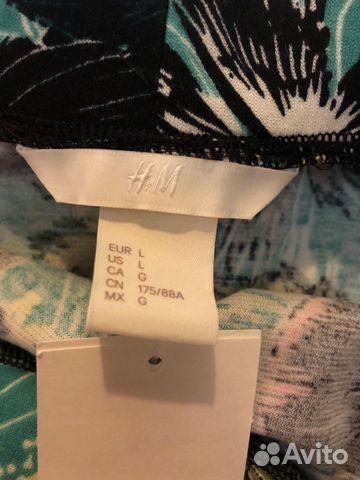 H&M
EUR L
US L
CA G
CN 175/88A
MX G
Avito